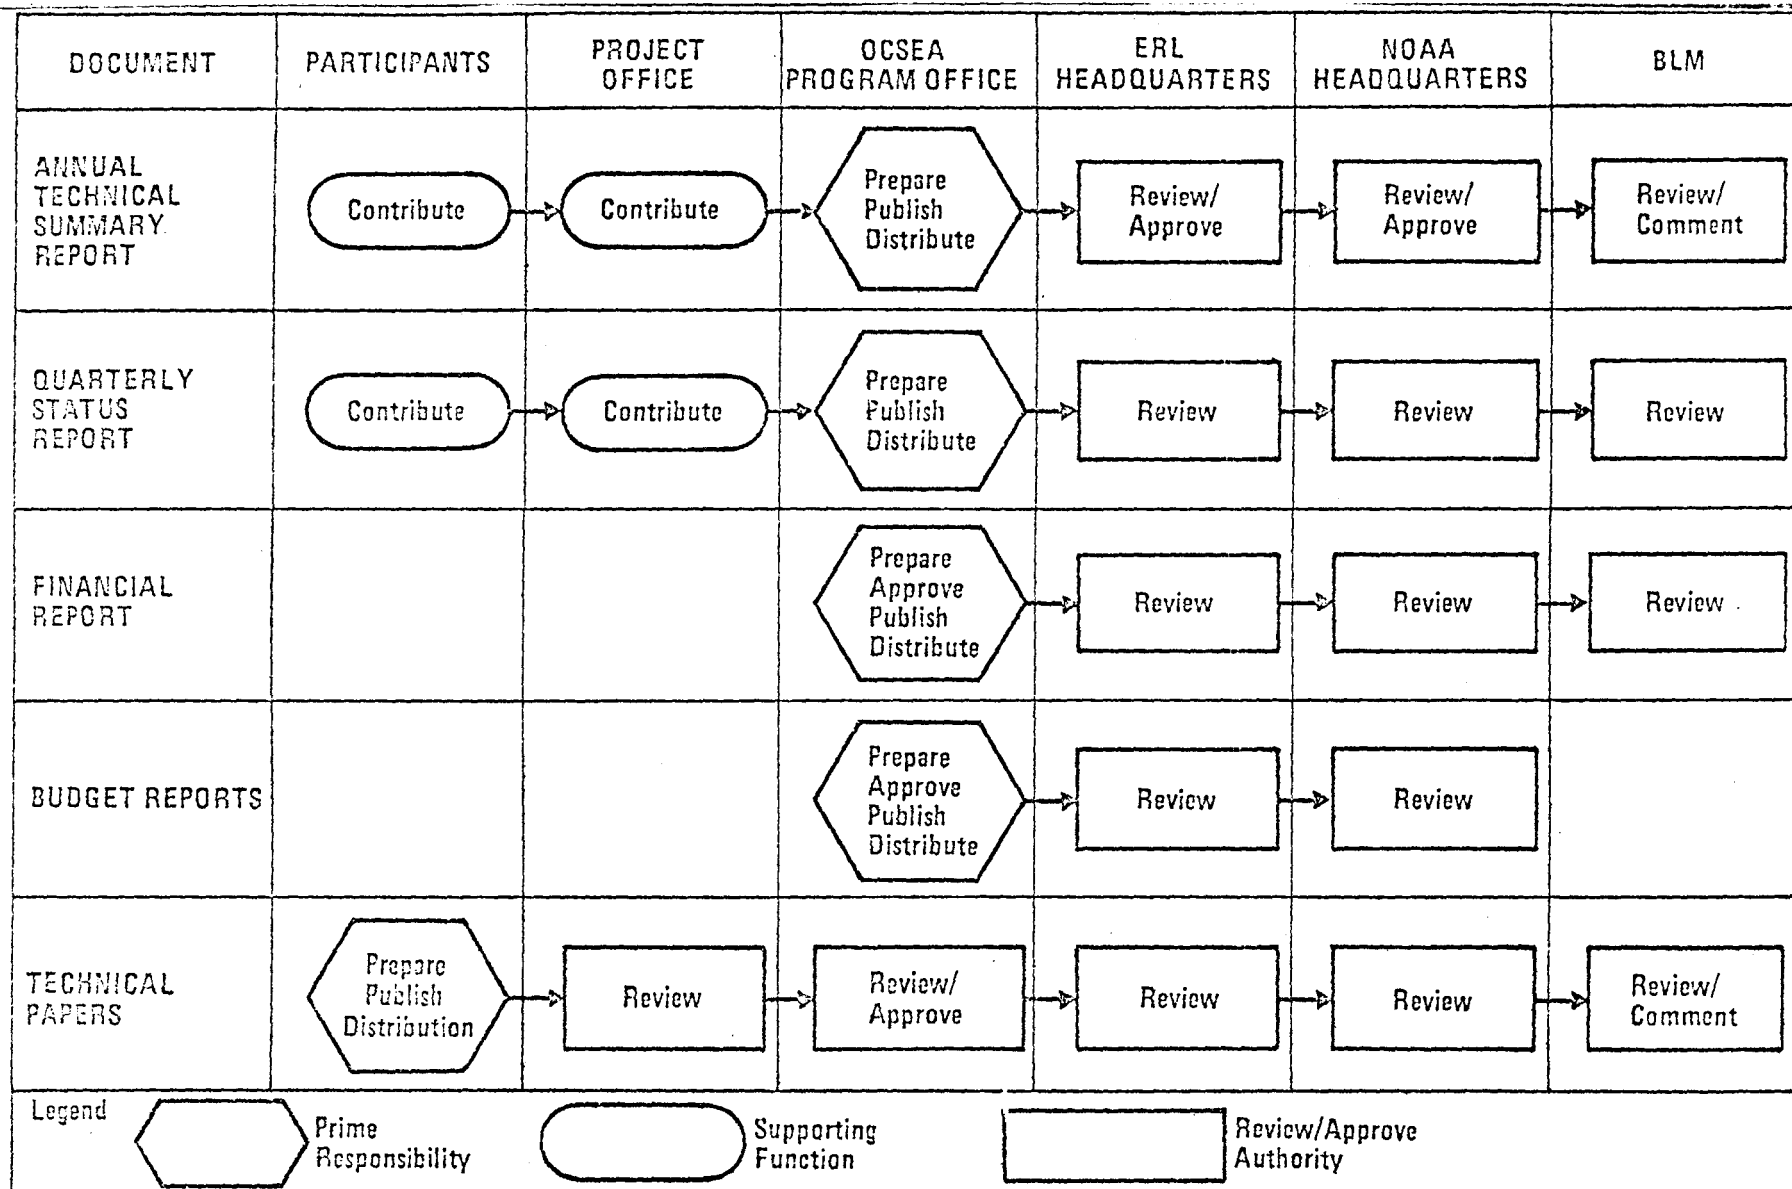 DOCUMENT
PARTICIPANTS
PROJECT
OFFICE
OCSEA
PROGRAM OFFICE
ERL
HEADQUARTERS
NOAA
HEADQUARTERS
BLM
ANNUAL
TECHNICAL
SUMMARY
REPORT
Contribute
Contribute
Prepare
Publish
Distribute
Review/
Approve
Review/
Approve
Review/
Comment
QUARTERLY
STATUS
REPORT
Contribute
Contribute
Prepare
Publish
Distribute
Review
Review
Review
FINANCIAL
REPORT
Prepare
Approve
Publish
Distribute
Review
Review
Review
BUDGET REPORTS
Prepare
Approve
Publish
Distribute
Review
Review
TECHNICAL
PAPERS
Prepare
Publish
Distribution
Review
Review/
Approve
Review
Review
Review/
Comment
Legend
Prime
Responsibility
Supporting
Function
Review/Approve
Authority